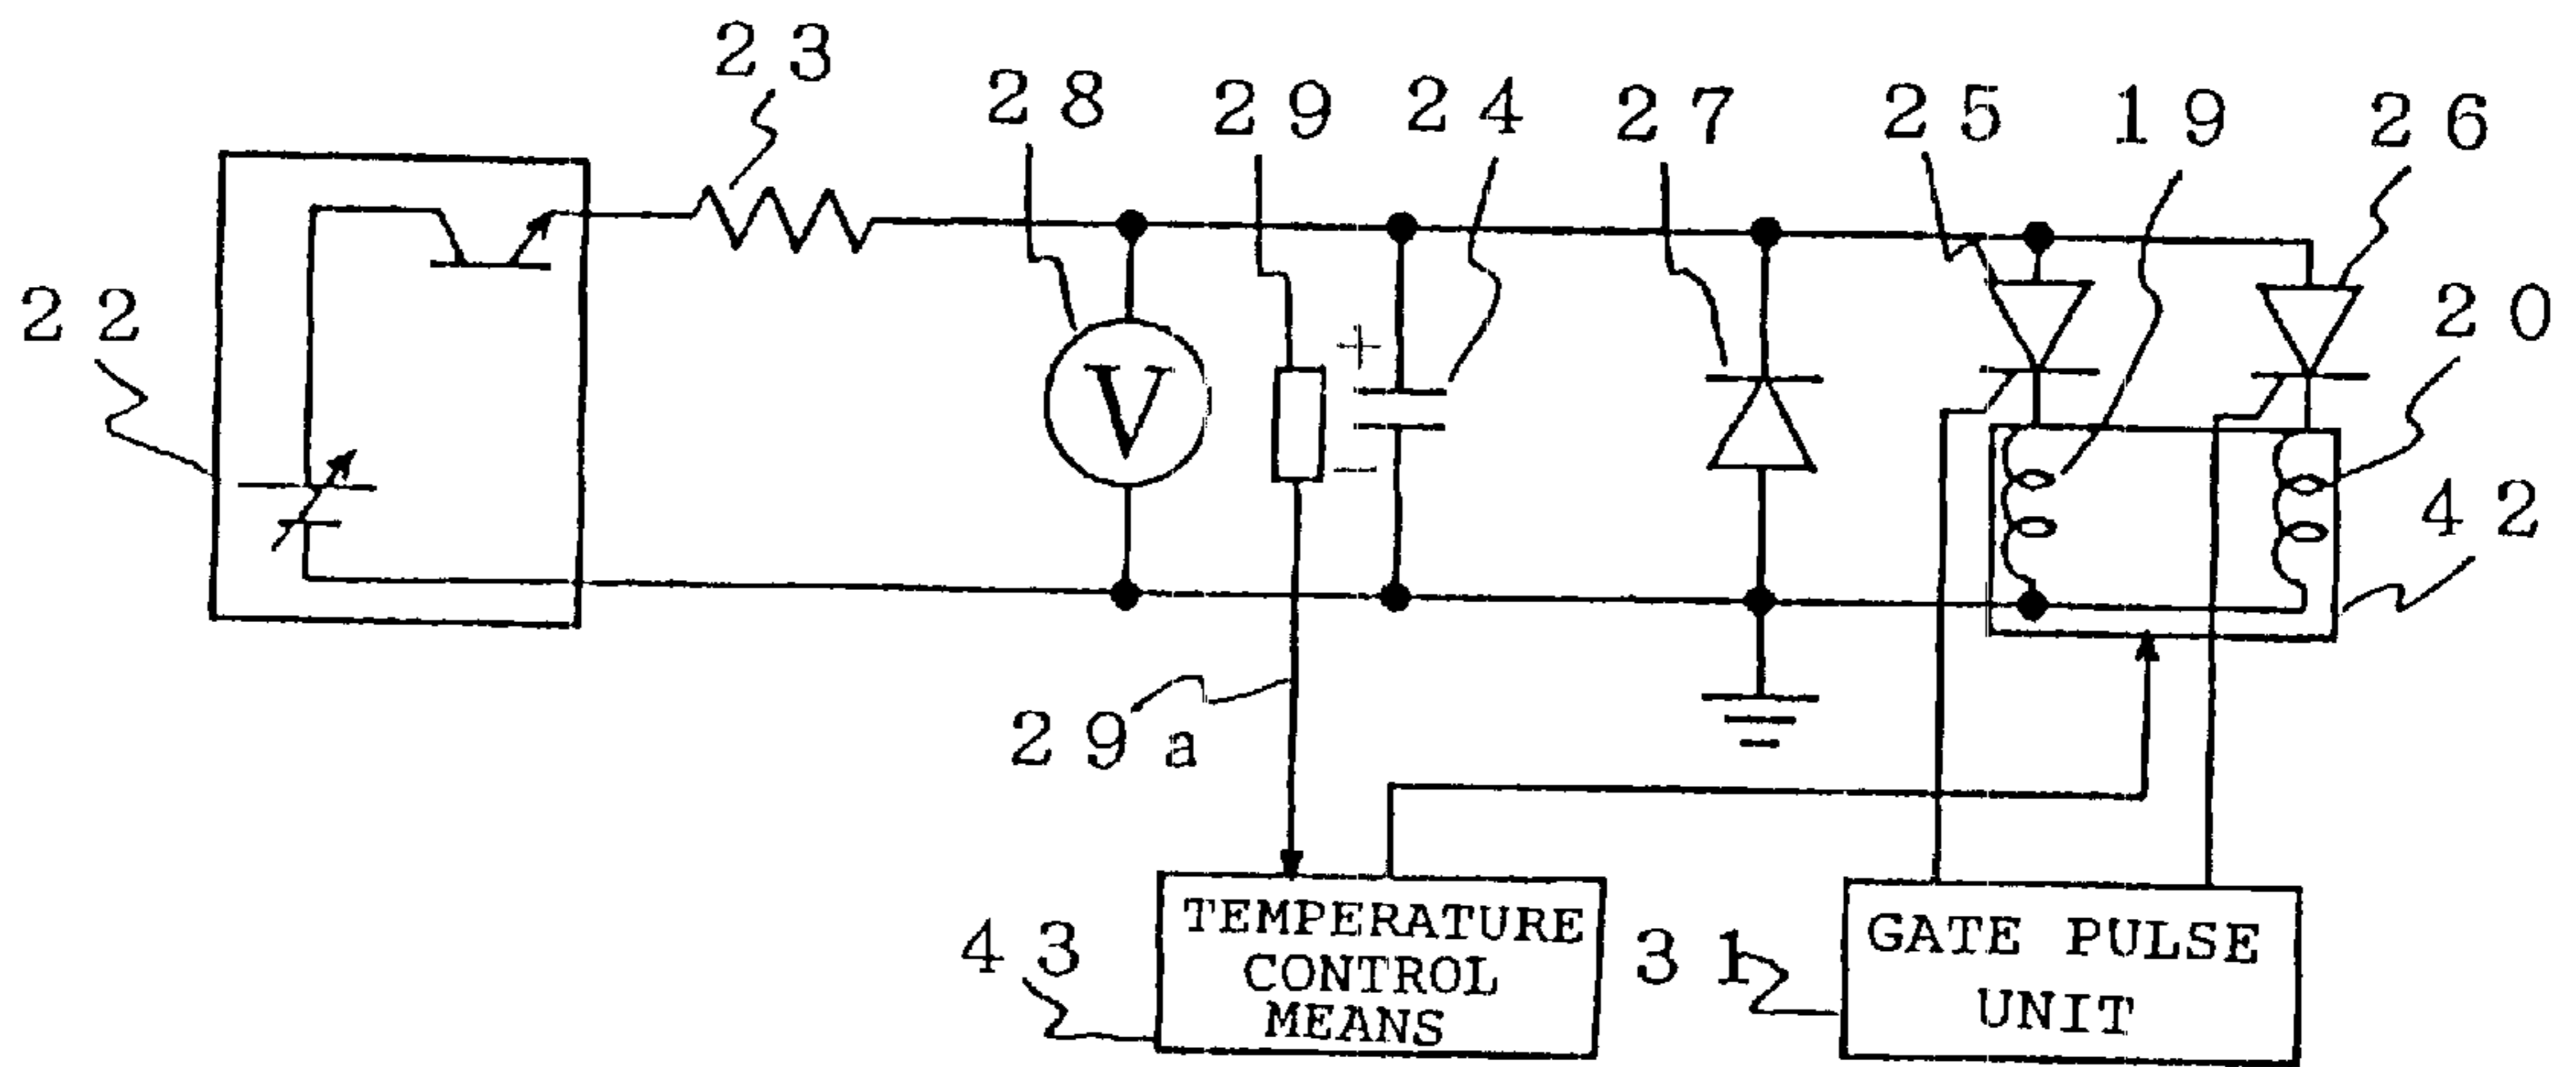 23
28
29
24
27
25
19
26
22
+
V
−
20
42
29a
43
TEMPERATURE
CONTROL
MEANS
31
GATE PULSE
UNIT